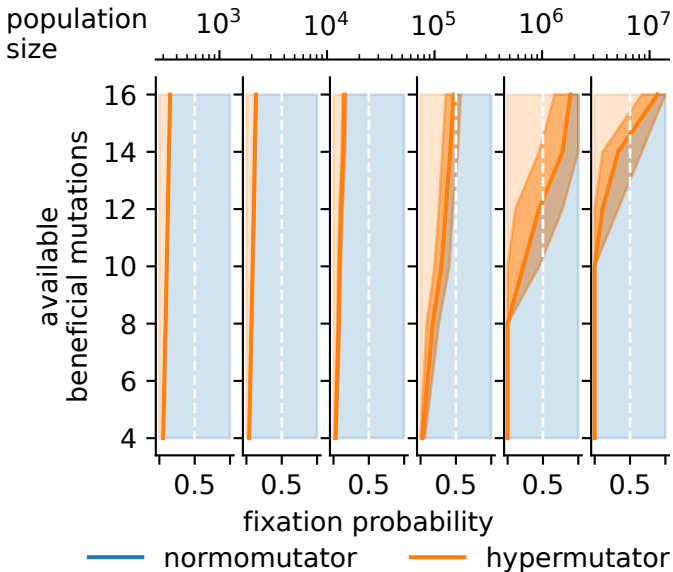 population size
10³ 10⁴ 10⁵ 10⁶ 10⁷
available beneficial mutations
16
14
12
10
8
6
4
0.5 0.5 0.5 0.5 0.5 0.5
fixation probability
normomutator hypermutator